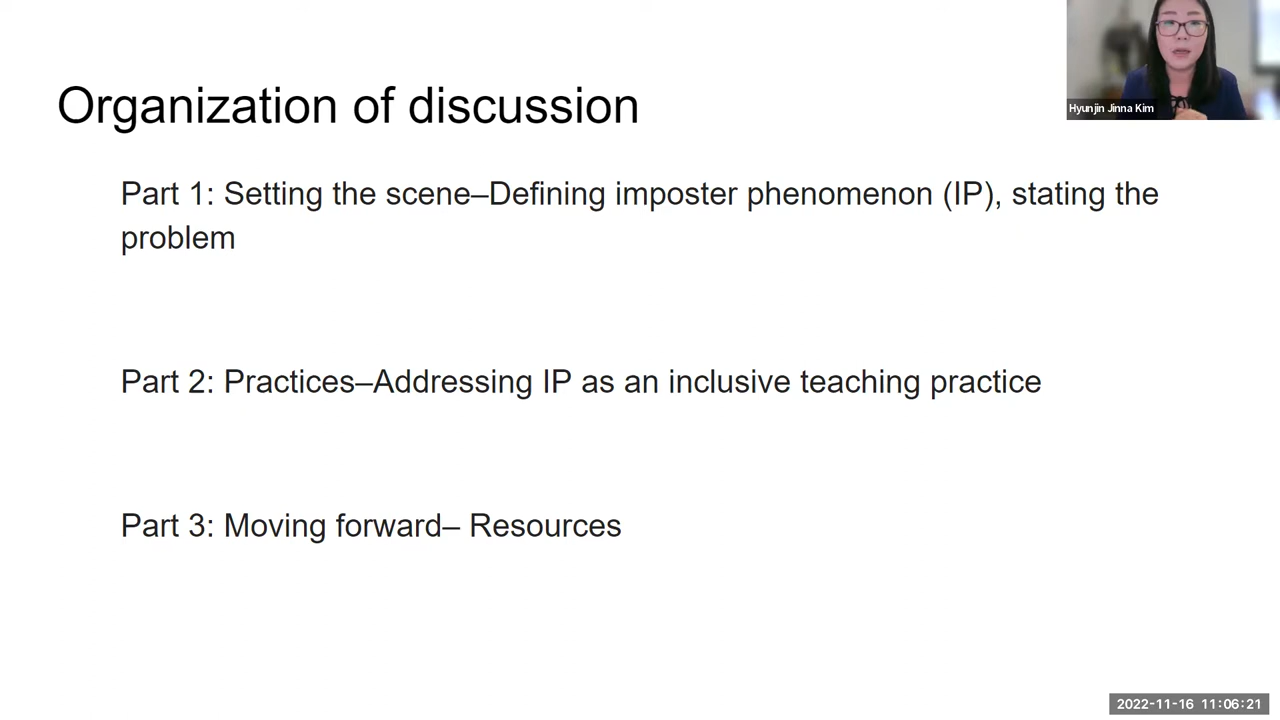 Organization of discussion
Hyunjin Jinna Kim
Part 1: Setting the scene–Defining imposter phenomenon (IP), stating the
problem
Part 2: Practices–Addressing IP as an inclusive teaching practice
Part 3: Moving forward– Resources
2022-11-16 11:06:21